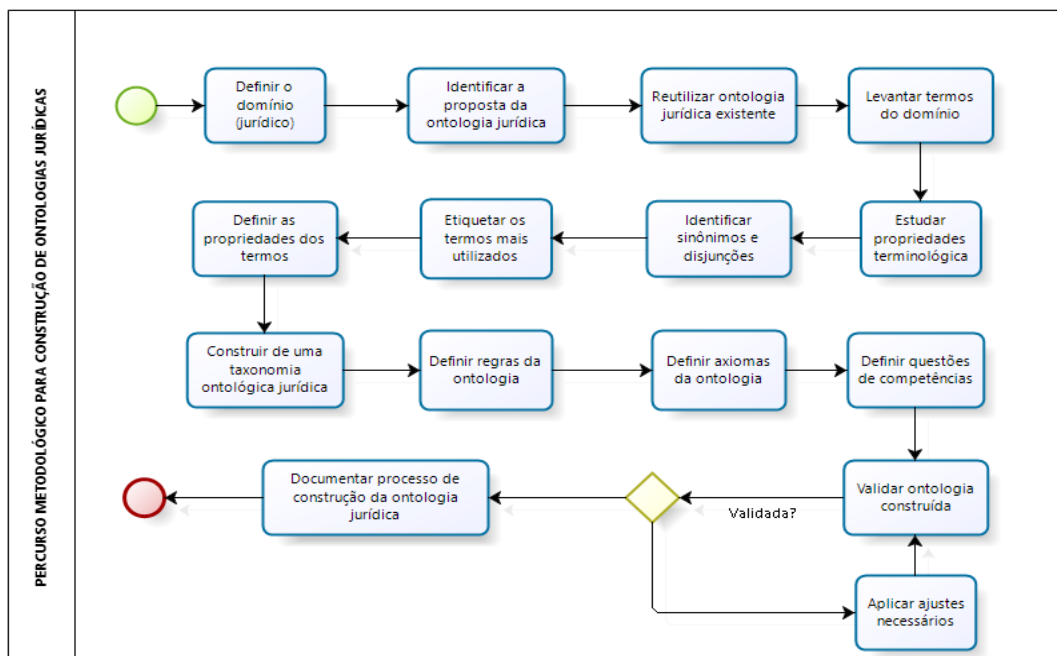 PERCURSO METODOLÓGICO PARA CONSTRUÇÃO DE ONTOLOGIAS JURÍDICAS
Definir o
domínio
(jurídico)
Identificar a
proposta da
ontologia jurídica
Reutilizar ontologia
jurídica existente
Levantar termos
do domínio
Estudar
propriedades
terminológica
Identificar
sinônimos e
disjunções
Etiquetar os
termos mais
utilizados
Definir as
propriedades dos
termos
Construir de uma
taxonomia
ontológica jurídica
Definir regras da
ontologia
Definir axiomas
da ontologia
Definir questões
de competências
Validar ontologia
construída
Validada?
Aplicar ajustes
necessários
Documentar processo de
construção da ontologia
jurídica